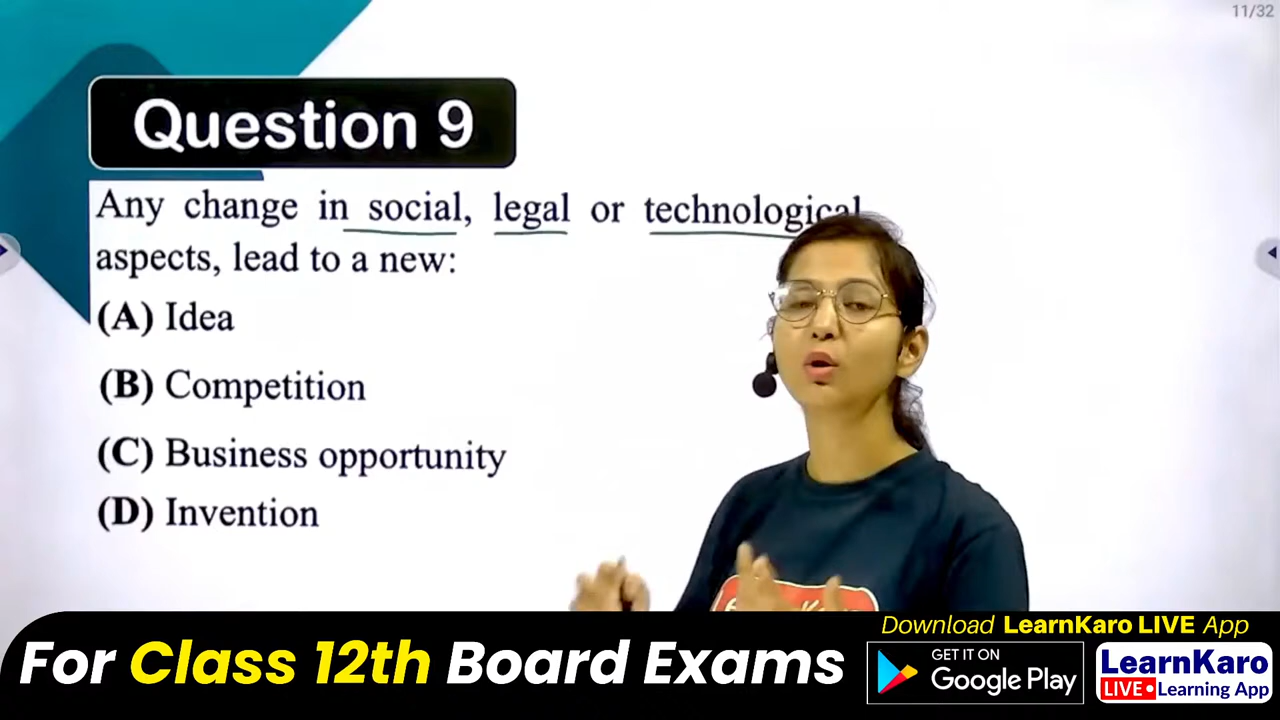 11/32
Question 9
Any change in social, legal or technological
aspects, lead to a new:
(A) Idea
(B) Competition
(C) Business opportunity
(D) Invention
For Class 12th Board Exams
Download LearnKaro LIVE App
GET IT ON
Google Play
LearnKaro
LIVE Learning App